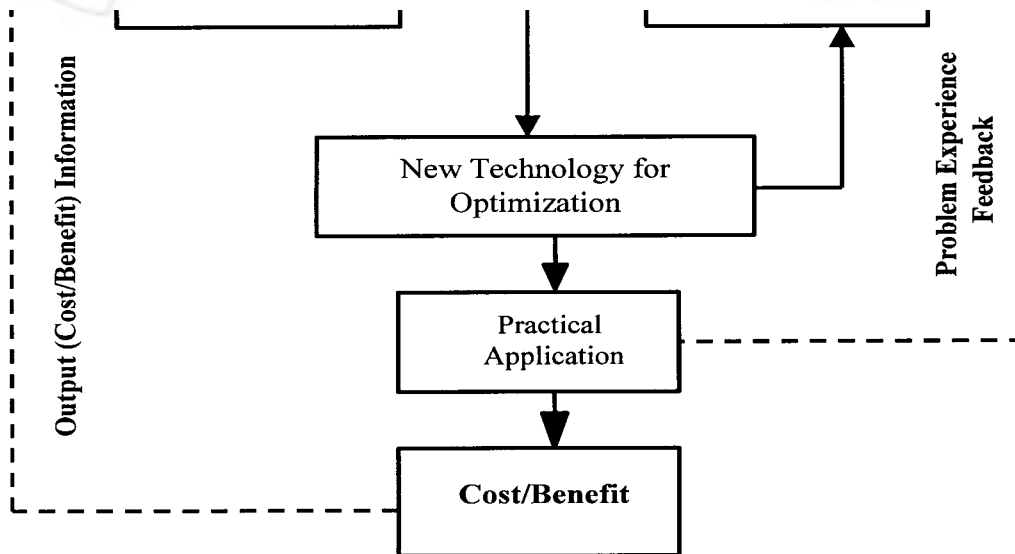 Output (Cost/Benefit) Information
New Technology for
Optimization
Problem Experience
Feedback
Practical
Application
Cost/Benefit